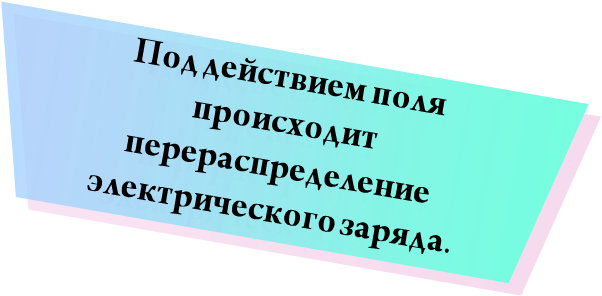 Под действием поля
происходит
перераспределение
электрического заряда.